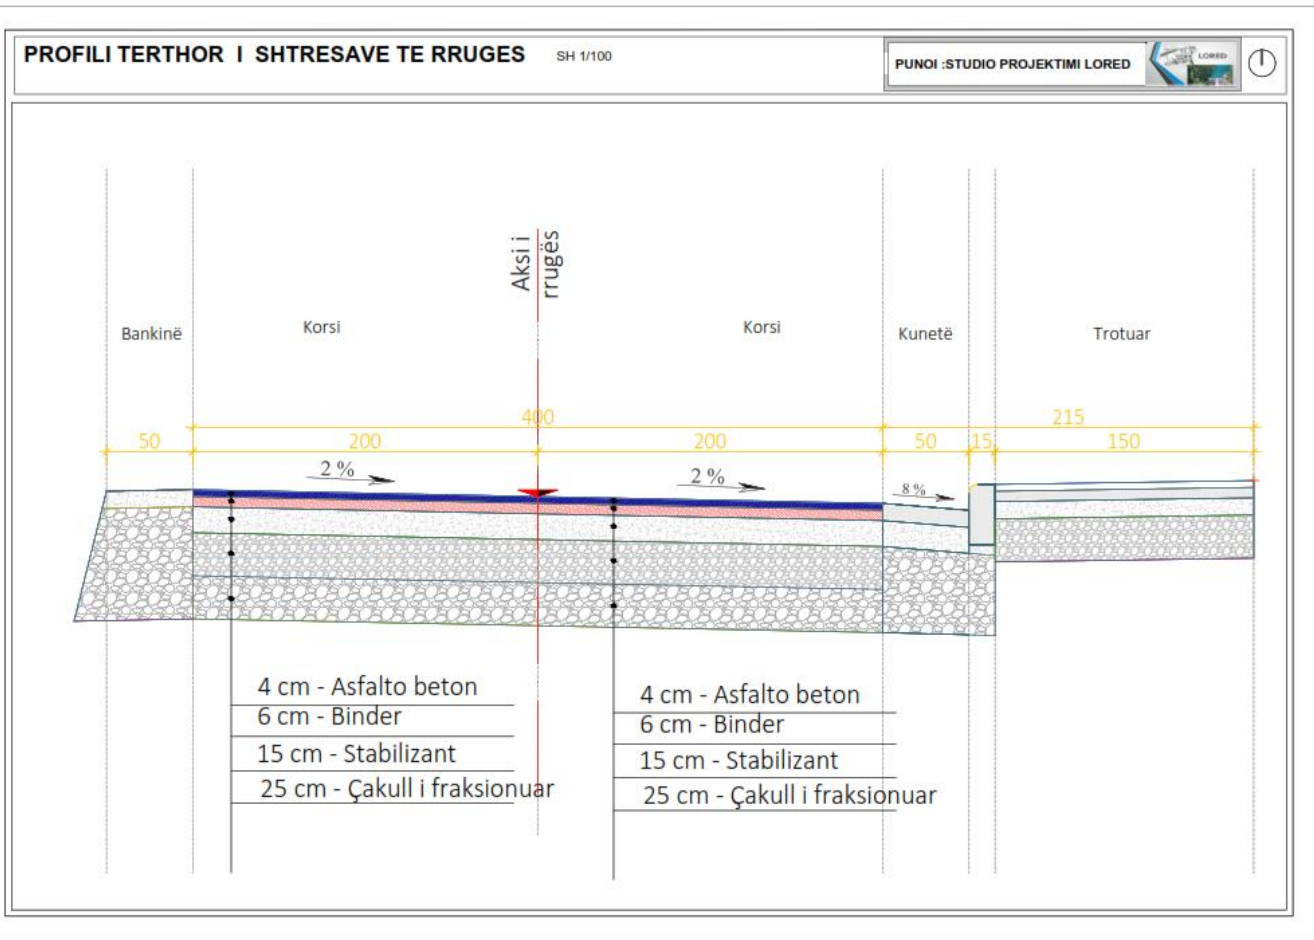 PROFILI TERTHOR I SHTRESAVE TE RRUGES SH 1/100
PUNOI :STUDIO PROJEKTIMI LORED
LORED
Aksi i
rrugës
Bankinë
Korsi
Korsi
Kunetë
Trotuar
400
215
50
200
200
50
15
150
2 %
2 %
8 %
4 cm - Asfalto beton
6 cm - Binder
15 cm - Stabilizant
25 cm - Çakull i fraksionuar
4 cm - Asfalto beton
6 cm - Binder
15 cm - Stabilizant
25 cm - Çakull i fraksionuar